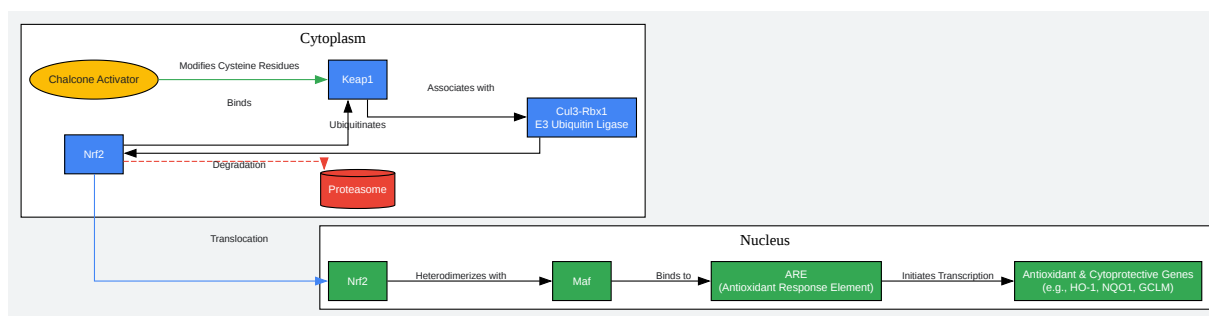 Cytoplasm
Modifies Cysteine Residues
Chalcone Activator
Keap1
Associates with
Binds
Cul3-Rbx1
E3 Ubiquitin Ligase
Ubiquitinates
Nrf2
Degradation
Proteasome
Translocation
Nucleus
Nrf2
Heterodimerizes with
Maf
Binds to
ARE
(Antioxidant Response Element)
Initiates Transcription
Antioxidant & Cytoprotective Genes
(e.g., HO-1, NQO1, GCLM)